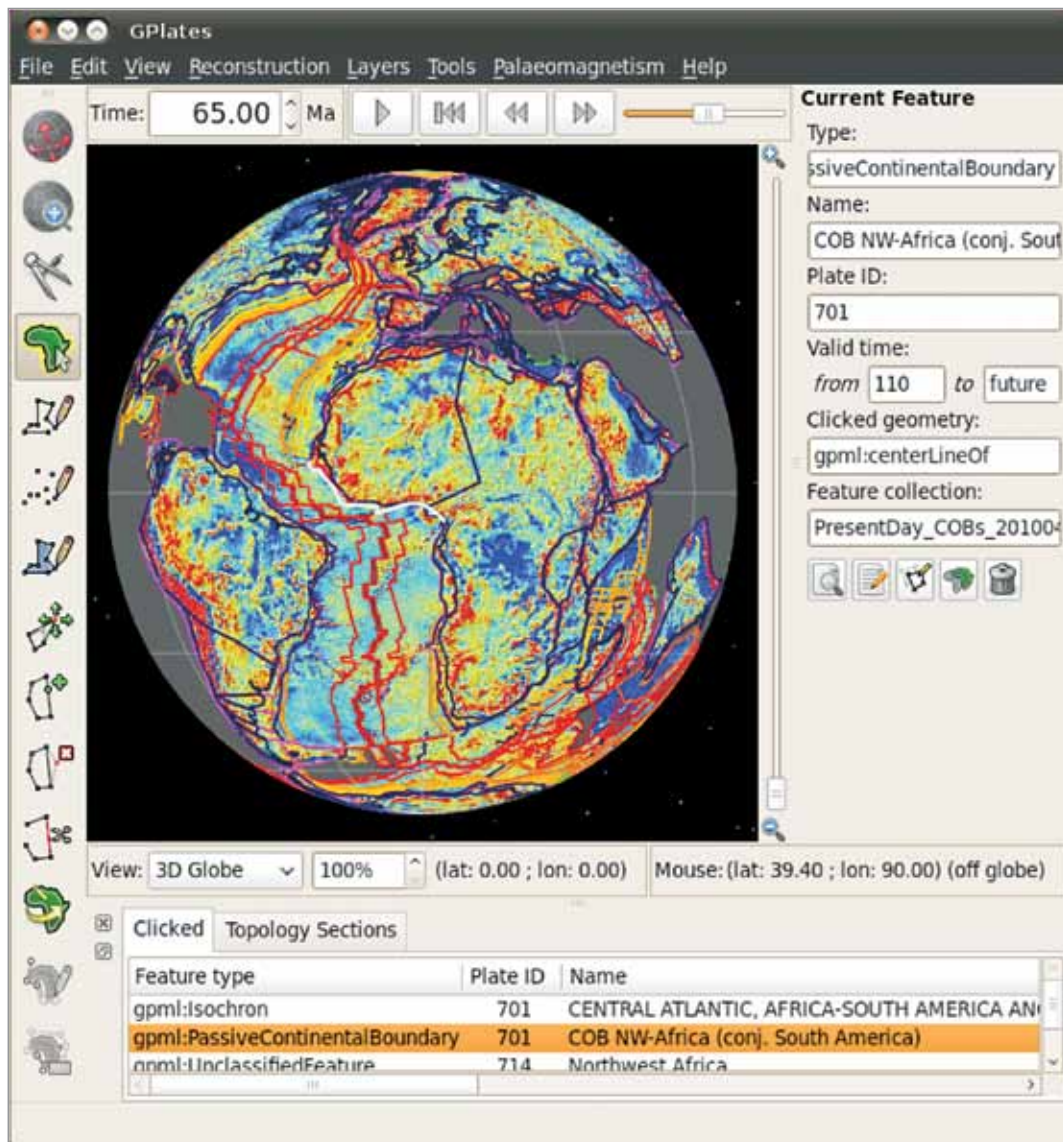 GPlates
File Edit View Reconstruction Layers Tools Palaeomagnetism Help
Time: 65.00 Ma
Current Feature
Type:
ssiveContinentalBoundary
Name:
COB NW-Africa (conj. Sout
Plate ID:
701
Valid time:
from 110 to future
Clicked geometry:
gpml:centerLineOf
Feature collection:
PresentDay_COBs_201004
View: 3D Globe 100% (lat: 0.00 ; lon: 0.00) Mouse: (lat: 39.40 ; lon: 90.00) (off globe)
Clicked Topology Sections
Feature type Plate ID Name
gpml:Isochron 701 CENTRAL ATLANTIC, AFRICA-SOUTH AMERICA AN
gpml:PassiveContinentalBoundary 701 COB NW-Africa (conj. South America)
gpml:UnclassifiedFeature 714 Northwest Africa